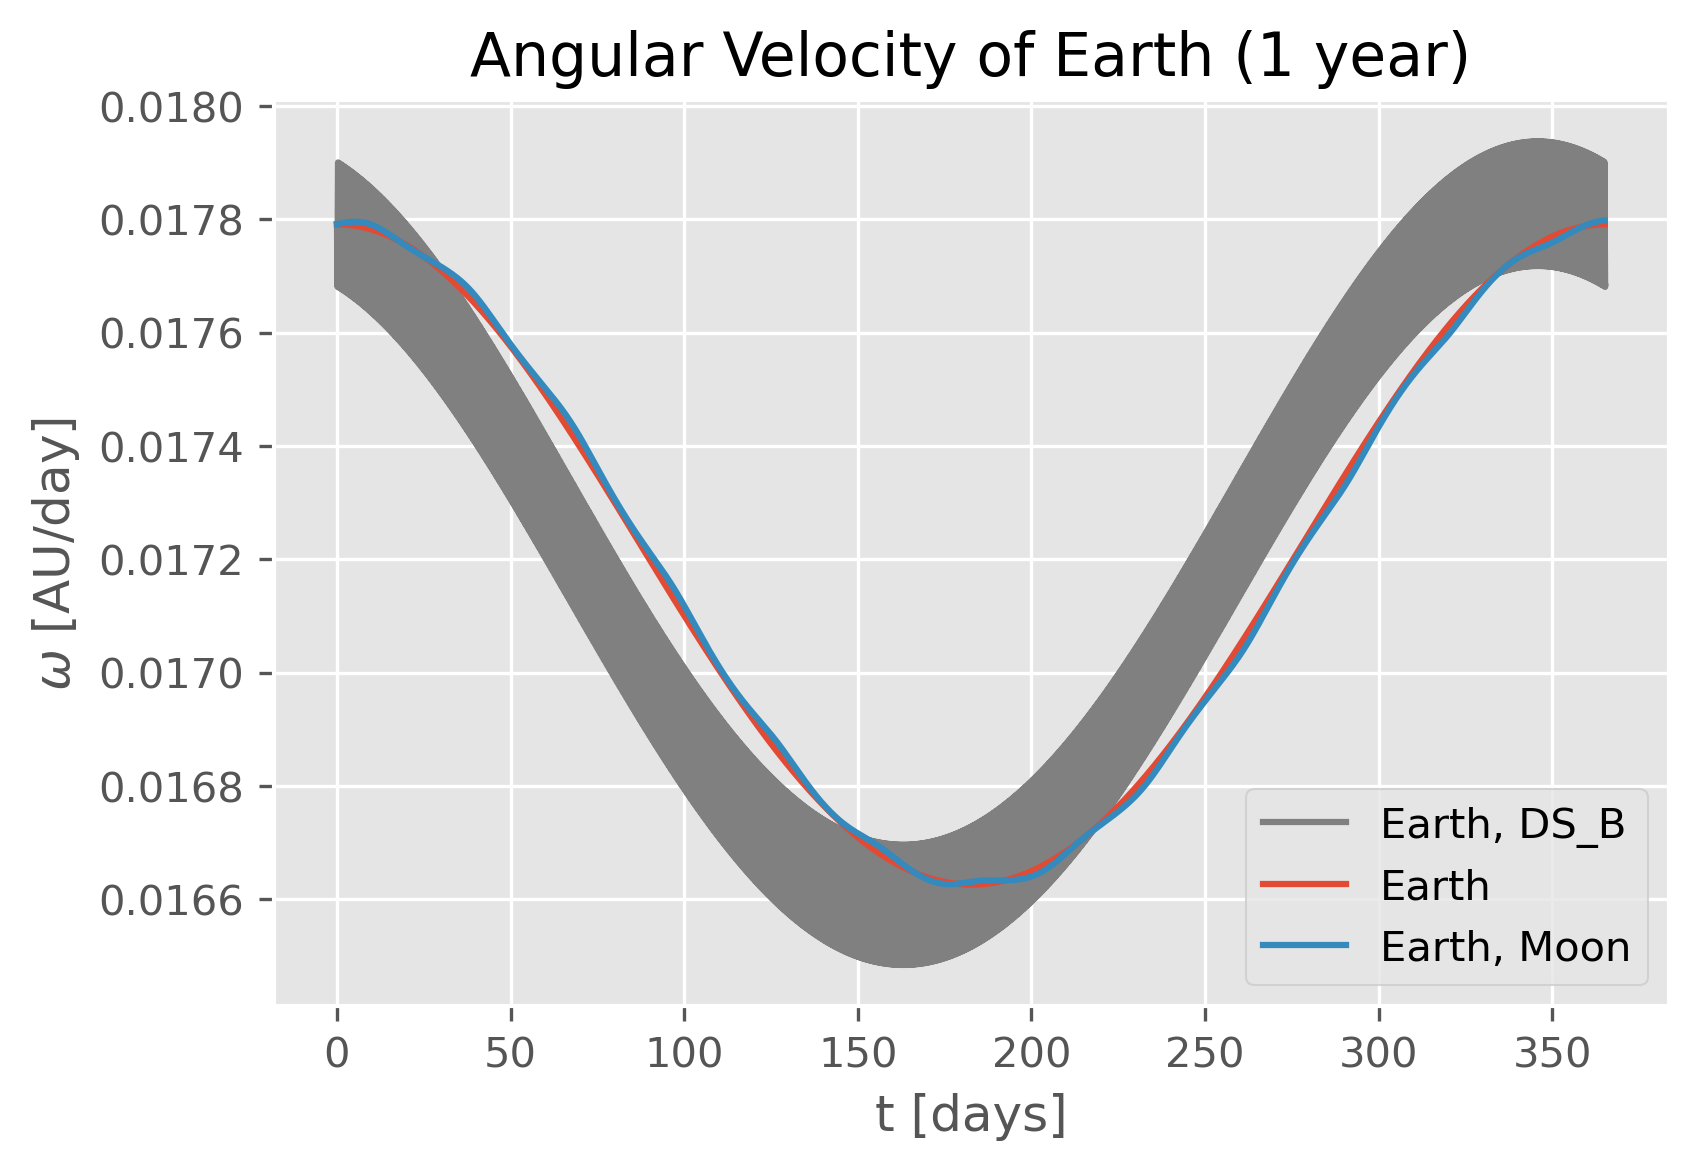 Angular Velocity of Earth (1 year)
0.0180
0.0178
0.0176
0.0174
0.0172
0.0170
0.0168
0.0166
ω [AU/day]
Earth, DS_B
Earth
Earth, Moon
0 50 100 150 200 250 300 350
t [days]